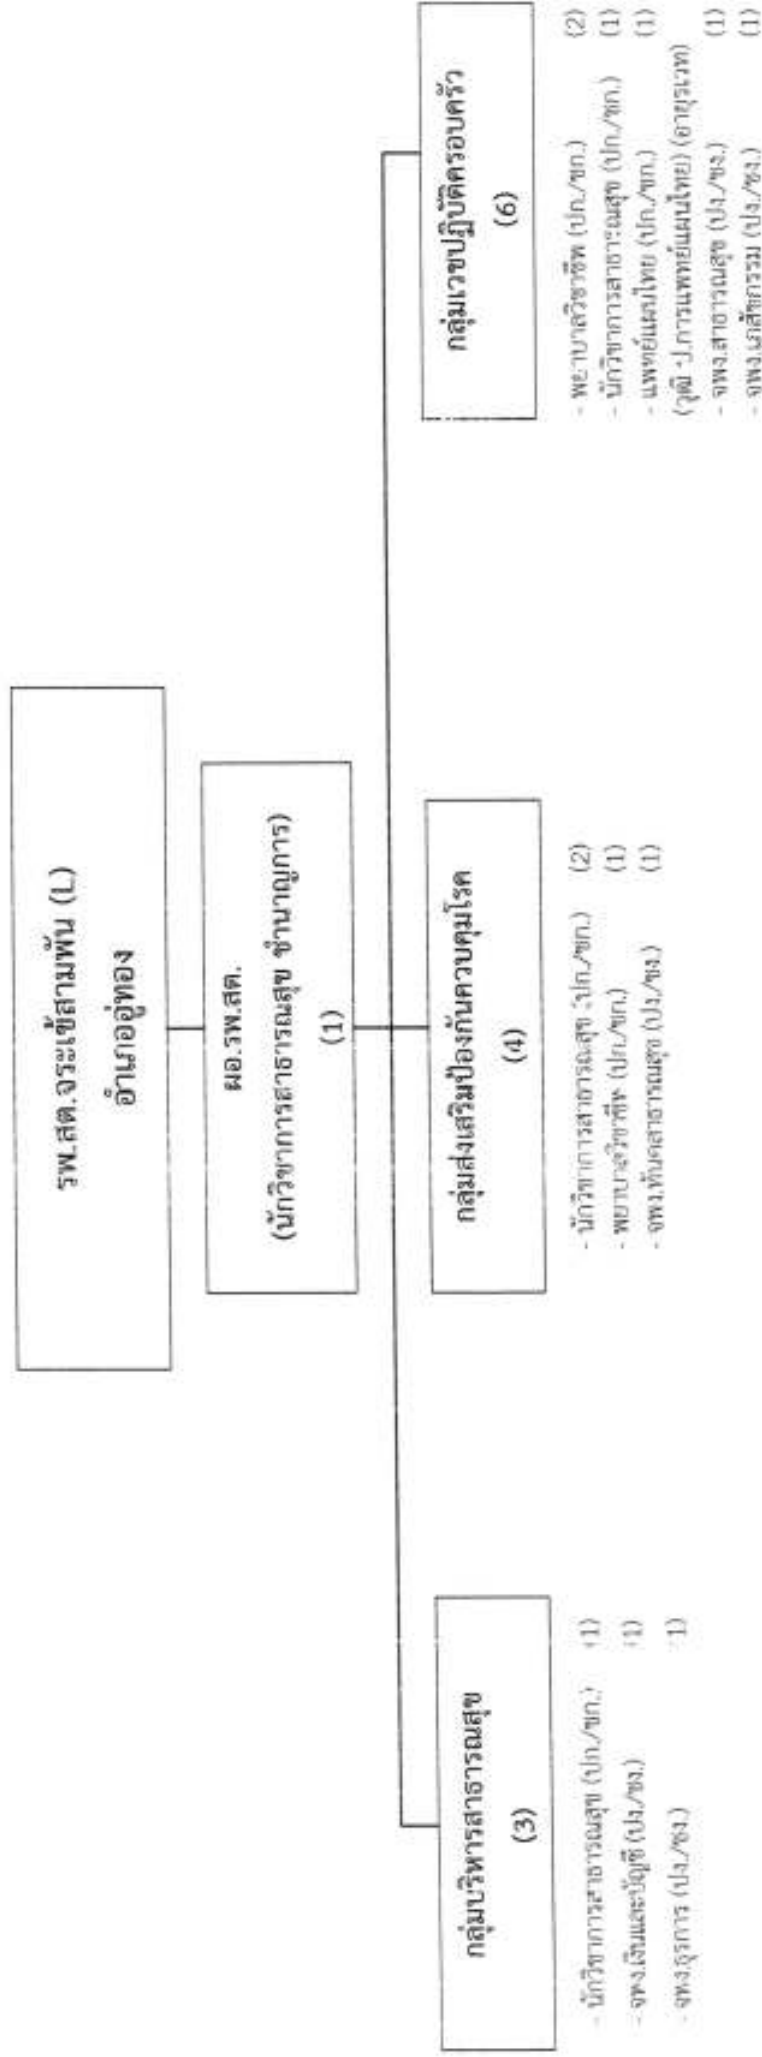 รพ.สต.จระเข้สามพัน (L)
อำเภออู่ทอง
ผอ.รพ.สต.
(นักวิชาการสาธารณสุข ชำนาญการ)
(1)
กลุ่มบริหารสาธารณสุข
(3)
- นักวิชาการสาธารณสุข (ปก./ชก.) (1)
- จพง.เงินและบัญชี (ปง./ชง.) (1)
- จพง.ธุรการ (ปง./ชง.) (1)
กลุ่มส่งเสริมป้องกันควบคุมโรค
(4)
- นักวิชาการสาธารณสุข (ปก./ชก.) (2)
- พยาบาลวิชาชีพ (ปก./ชก.) (1)
- จพง.ทันตสาธารณสุข (ปง./ชง.) (1)
กลุ่มเวชปฏิบัติครอบครัว
(6)
- พยาบาลวิชาชีพ (ปก./ชก.) (2)
- นักวิชาการสาธารณสุข (ปก./ชก.) (1)
- แพทย์แผนไทย (ปก./ชก.) (1)
(วุฒิ ป.การแพทย์แผนไทย) (อายุรเวท)
- จพง.สาธารณสุข (ปง./ชง.) (1)
- จพง.เภสัชกรรม (ปง./ชง.) (1)